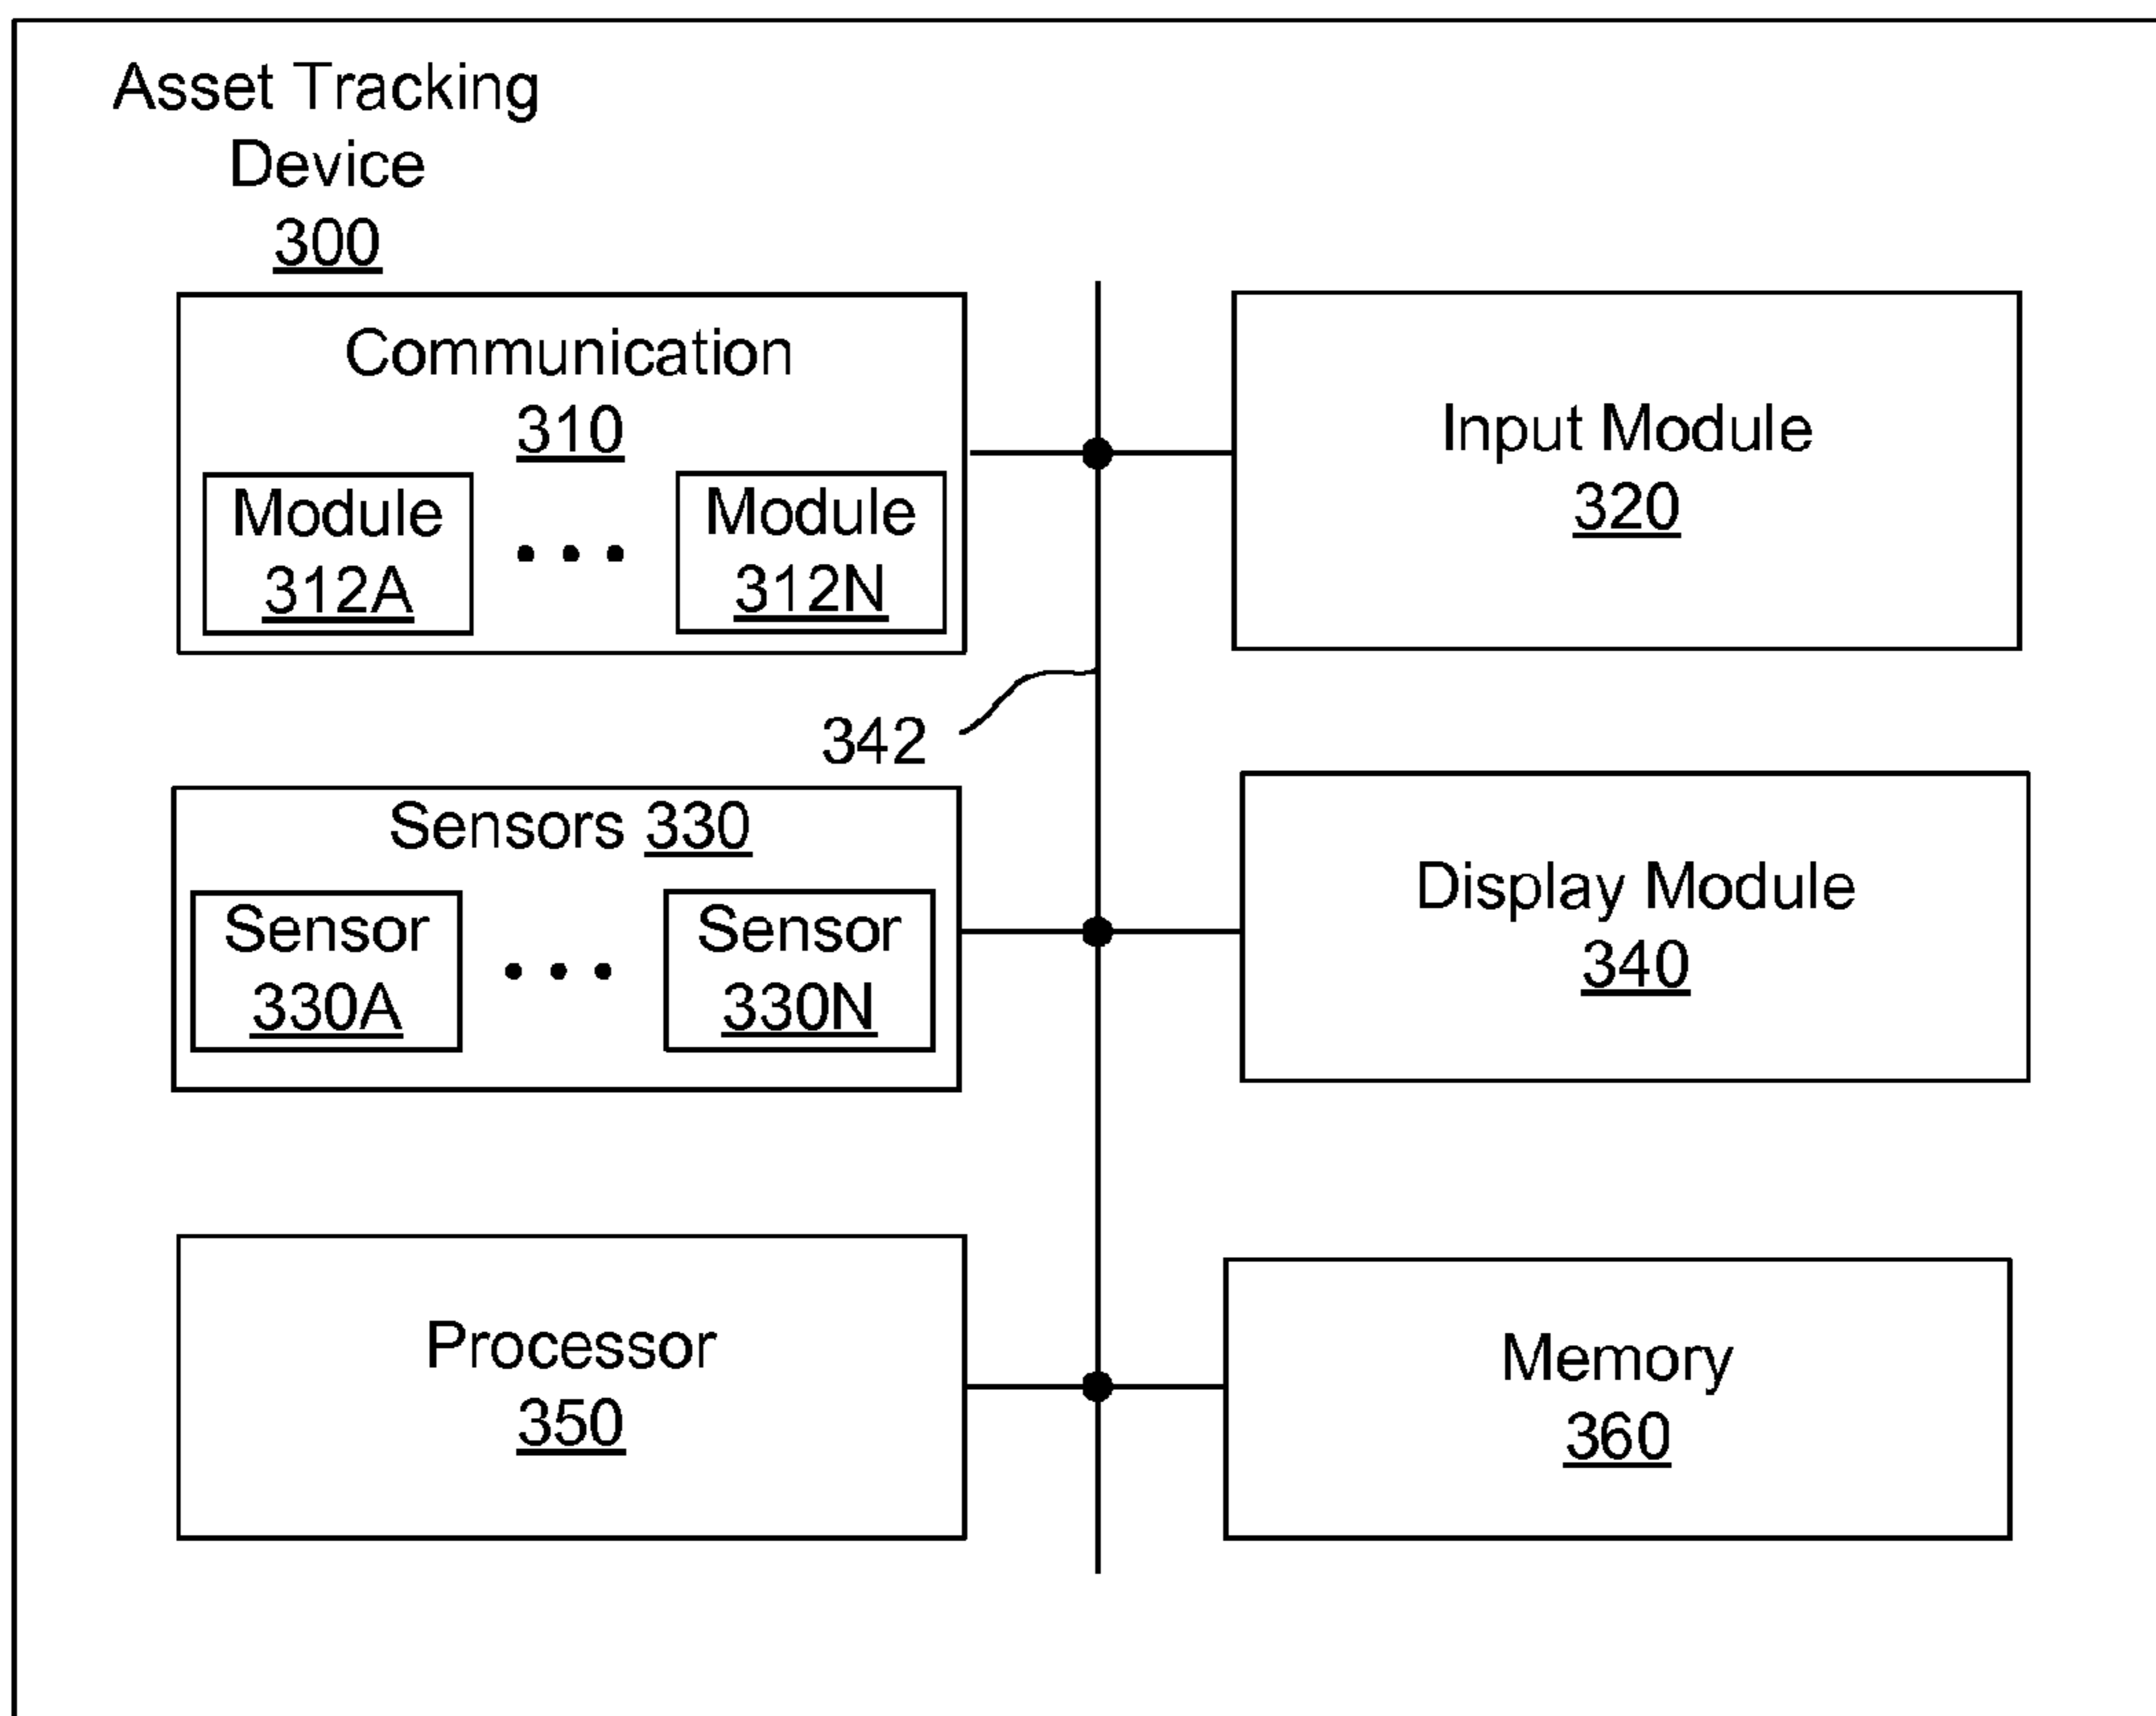 Asset Tracking
Device
300
Communication
310
Module
312A
• • •
Module
312N
Input Module
320
342
Sensors 330
Sensor
330A
• • •
Sensor
330N
Display Module
340
Processor
350
Memory
360